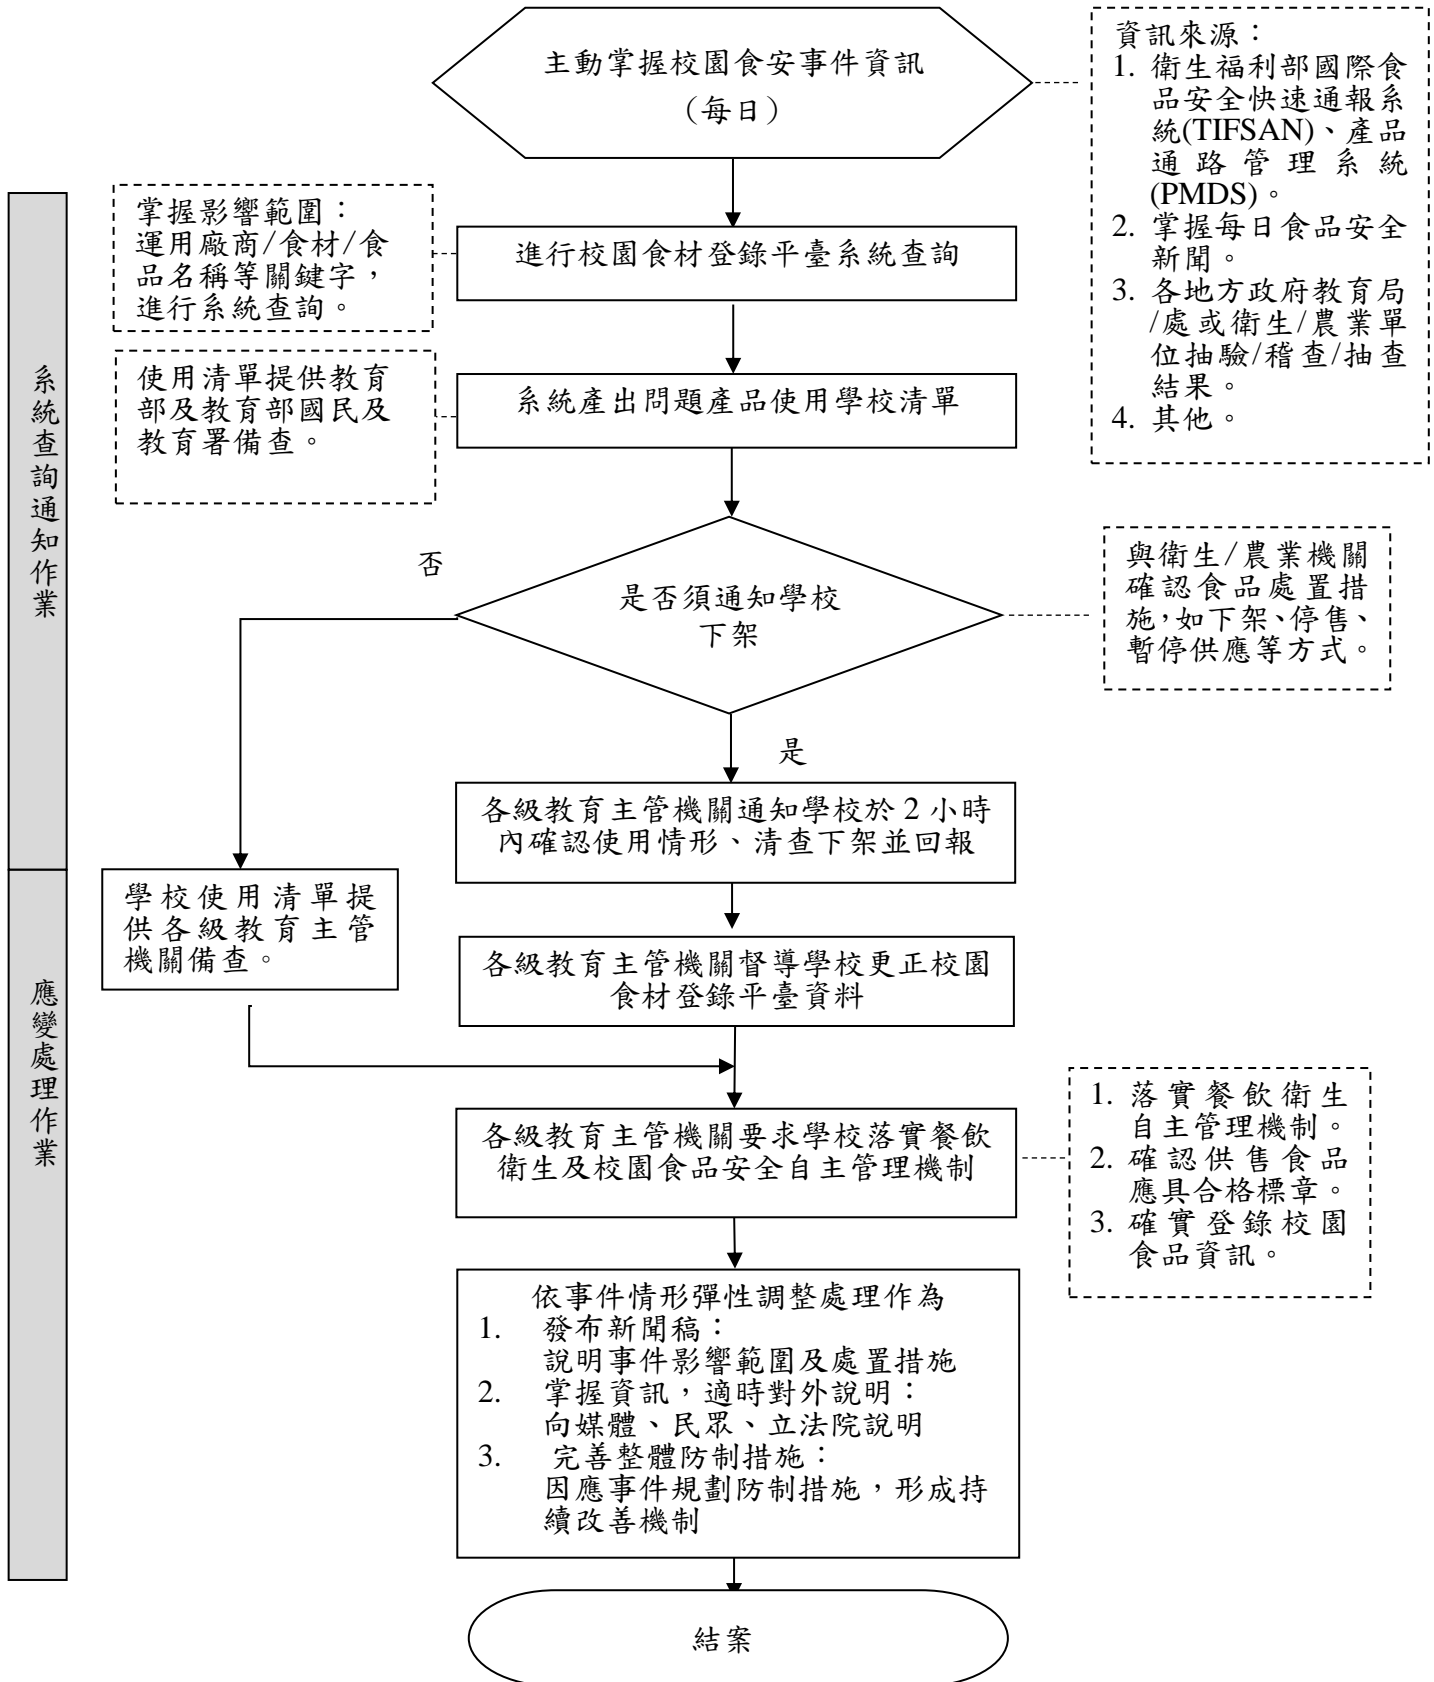 主動掌握校園食安事件資訊
（每日）
資訊來源：
1. 衛生福利部國際食
品安全快速通報系
統(TIFSAN)、產品
通路管理系統
(PMDS)。
2. 掌握每日食品安全
新聞。
3. 各地方政府教育局
/處或衛生/農業單
位抽驗/稽查/抽查
結果。
4. 其他。
系統查詢通知作業
掌握影響範圍：
運用廠商/食材/食
品名稱等關鍵字，
進行系統查詢。
進行校園食材登錄平臺系統查詢
使用清單提供教育
部及教育部國民及
教育署備查。
系統產出問題產品使用學校清單
否
是否須通知學校
下架
與衛生/農業機關
確認食品處置措
施，如下架、停售、
暫停供應等方式。
是
各級教育主管機關通知學校於 2 小時
內確認使用情形、清查下架並回報
應變處理作業
學校使用清單提
供各級教育主管
機關備查。
各級教育主管機關督導學校更正校園
食材登錄平臺資料
各級教育主管機關要求學校落實餐飲
衛生及校園食品安全自主管理機制
1. 落實餐飲衛生
自主管理機制。
2. 確認供售食品
應具合格標章。
3. 確實登錄校園
食品資訊。
依事件情形彈性調整處理作為
1. 發布新聞稿：
說明事件影響範圍及處置措施
2. 掌握資訊，適時對外說明：
向媒體、民眾、立法院說明
3. 完善整體防制措施：
因應事件規劃防制措施，形成持
續改善機制
結案